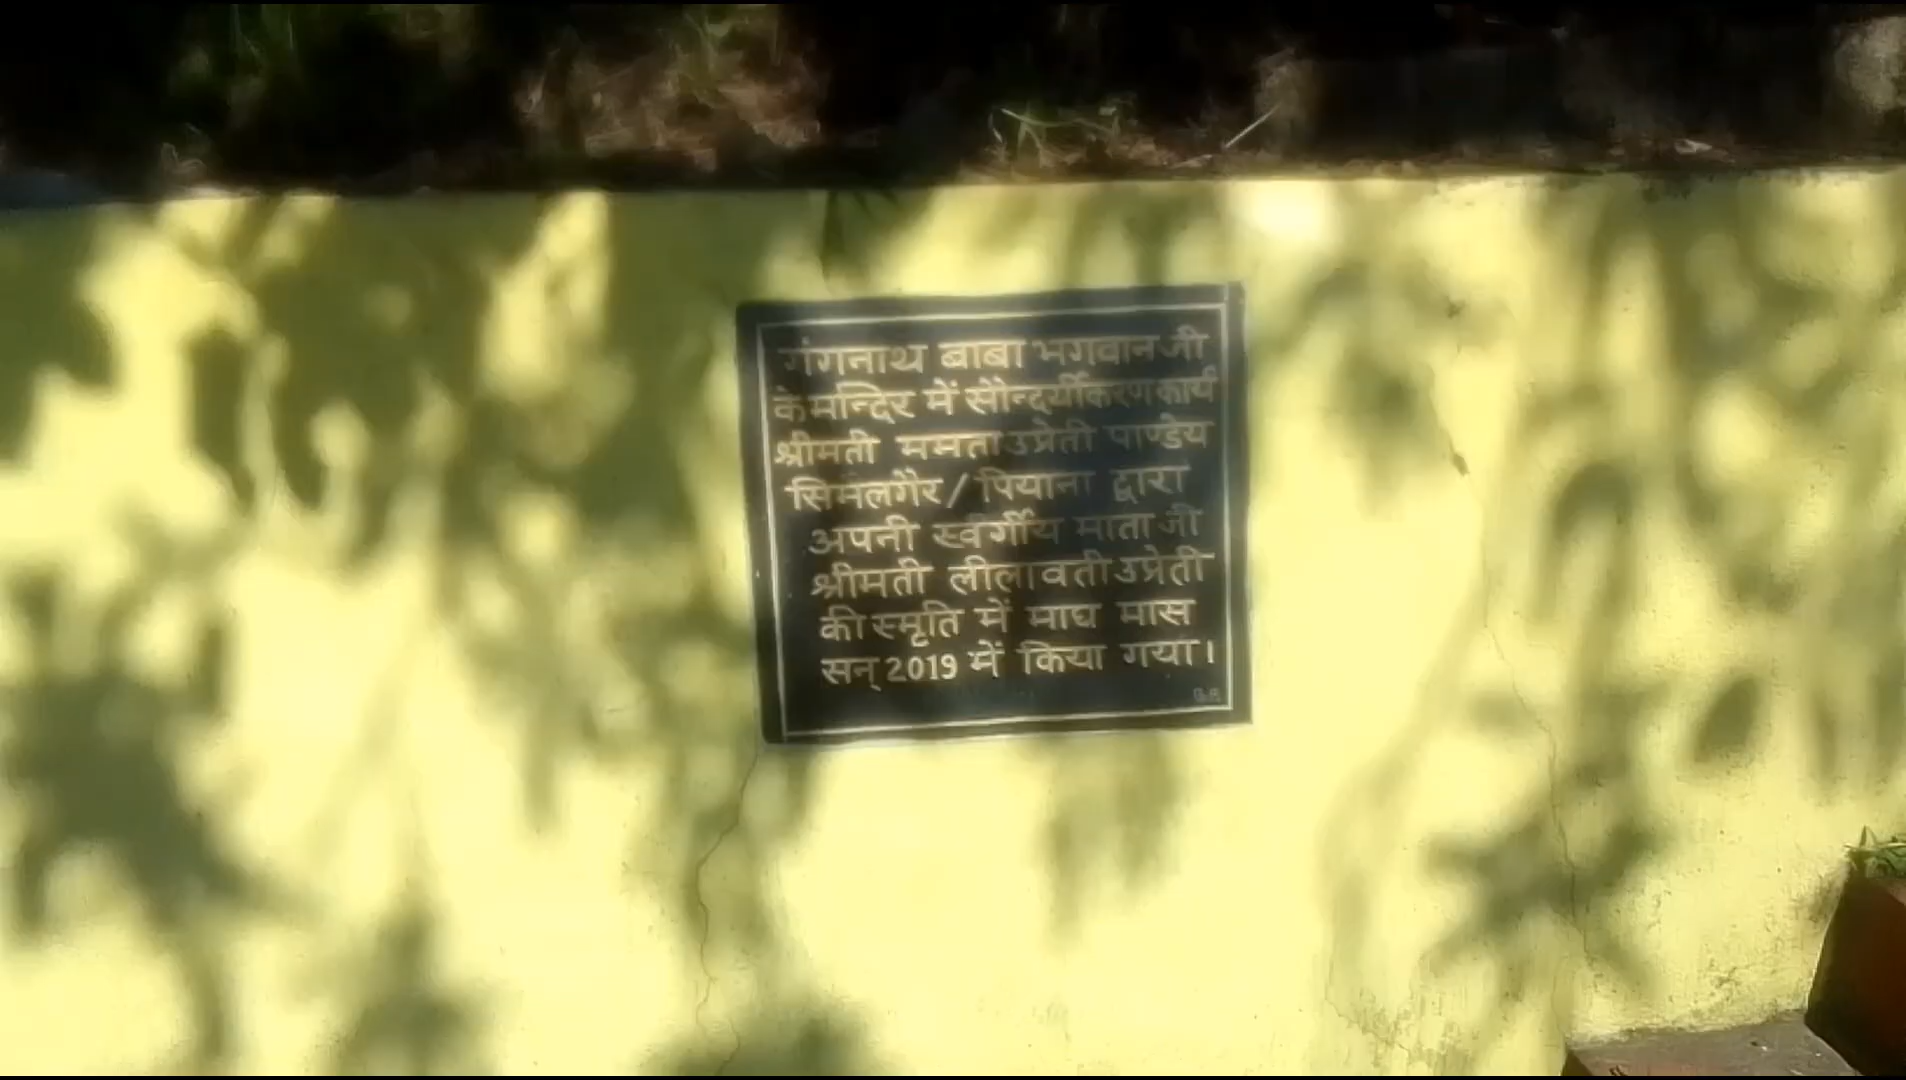 गंगनाथ बाबा भगवान जी
के मन्दिर में सौन्दर्यीकरण कार्य
श्रीमती ममता उप्रेती पाण्डेय
सिमलगैर / पियाना द्वारा
अपनी स्वर्गीय माता जी
श्रीमती लीलावती उप्रेती
की स्मृति में माघ मास
सन् 2019 में किया गया।